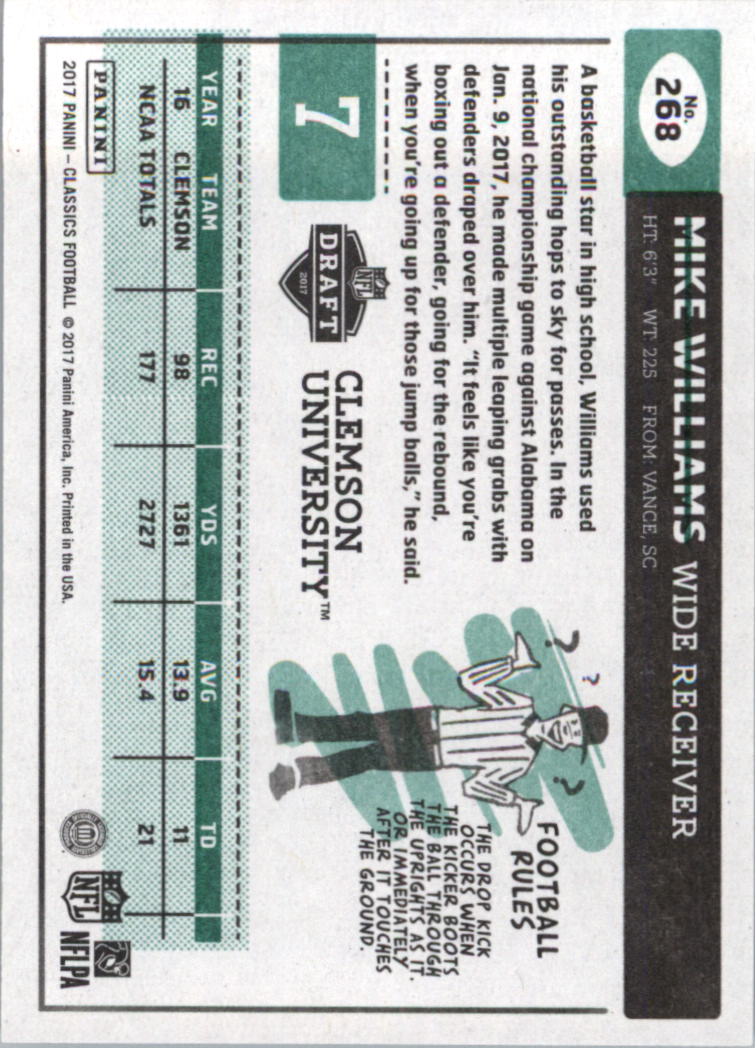 No.
268
MIKE WILLIAMS WIDE RECEIVER
HT: 6'3" WT: 225 FROM: VANCE, SC
A basketball star in high school, Williams used
his outstanding hops to sky for passes. In the
national championship game against Alabama on
Jan. 9, 2017, he made multiple leaping grabs with
defenders draped over him. "It feels like you're
boxing out a defender, going for the rebound,
when you're going up for those jump balls," he said.
? ? ?
FOOTBALL
RULES
THE DROP KICK
OCCURS WHEN
THE KICKER BOOTS
THE BALL THROUGH
THE UPRIGHTS AS IT
OR IMMEDIATELY
AFTER IT TOUCHES
THE GROUND.
7
NFL
DRAFT
2017
CLEMSON
UNIVERSITY™
YEAR TEAM REC YDS AVG TD
16 CLEMSON 98 1361 13.9 11
NCAA TOTALS 177 2727 15.4 21
PANINI
2017 PANINI – CLASSICS FOOTBALL © 2017 Panini America, Inc. Printed in the USA.
NFL
NFLPA